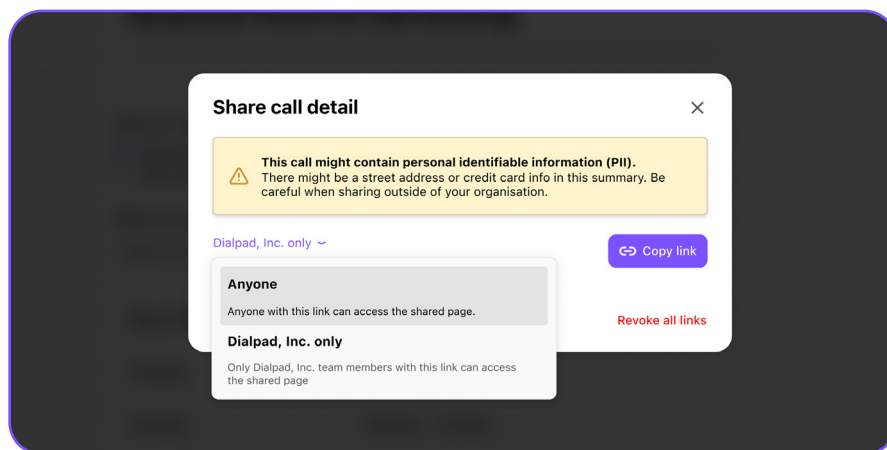 Share call detail
This call might contain personal identifiable information (PII).
There might be a street address or credit card info in this summary. Be
careful when sharing outside of your organisation.
Dialpad, Inc. only
Copy link
Anyone
Anyone with this link can access the shared page.
Revoke all links
Dialpad, Inc. only
Only Dialpad, Inc. team members with this link can access
the shared page